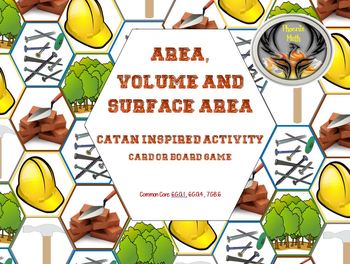 Phoenix
Math
AREA,
VOLUME AND
SURFACE AREA
CATAN INSPIRED ACTIVITY
CARD OR BOARD GAME
Common Core: 6.G.A.1, 6.G.A.4, 7.G.B.6